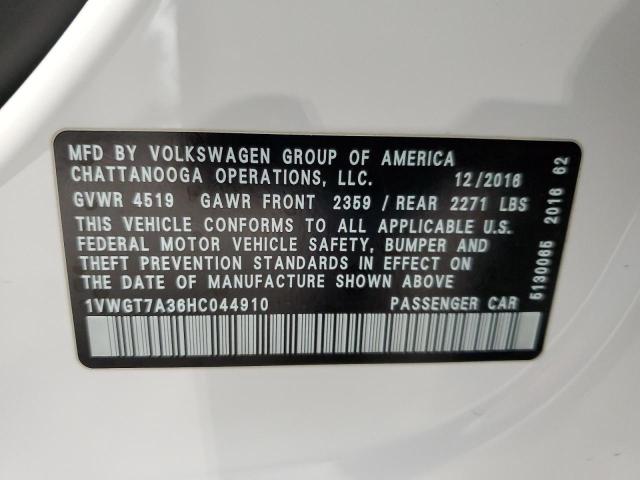 MFD BY VOLKSWAGEN GROUP OF AMERICA
CHATTANOOGA OPERATIONS, LLC. 12/2016
GVWR 4519 GAWR FRONT 2359 / REAR 2271 LBS
THIS VEHICLE CONFORMS TO ALL APPLICABLE U.S.
FEDERAL MOTOR VEHICLE SAFETY, BUMPER AND
THEFT PREVENTION STANDARDS IN EFFECT ON
THE DATE OF MANUFACTURE SHOWN ABOVE
1VWGT7A36HC044910 PASSENGER CAR
5130065 2016 62